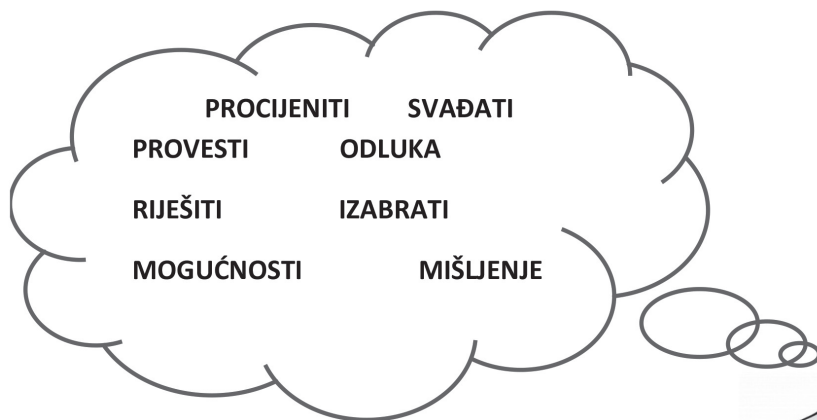 PROCIJENITI SVAĐATI
PROVESTI ODLUKA
RIJEŠITI IZABRATI
MOGUĆNOSTI MIŠLJENJE